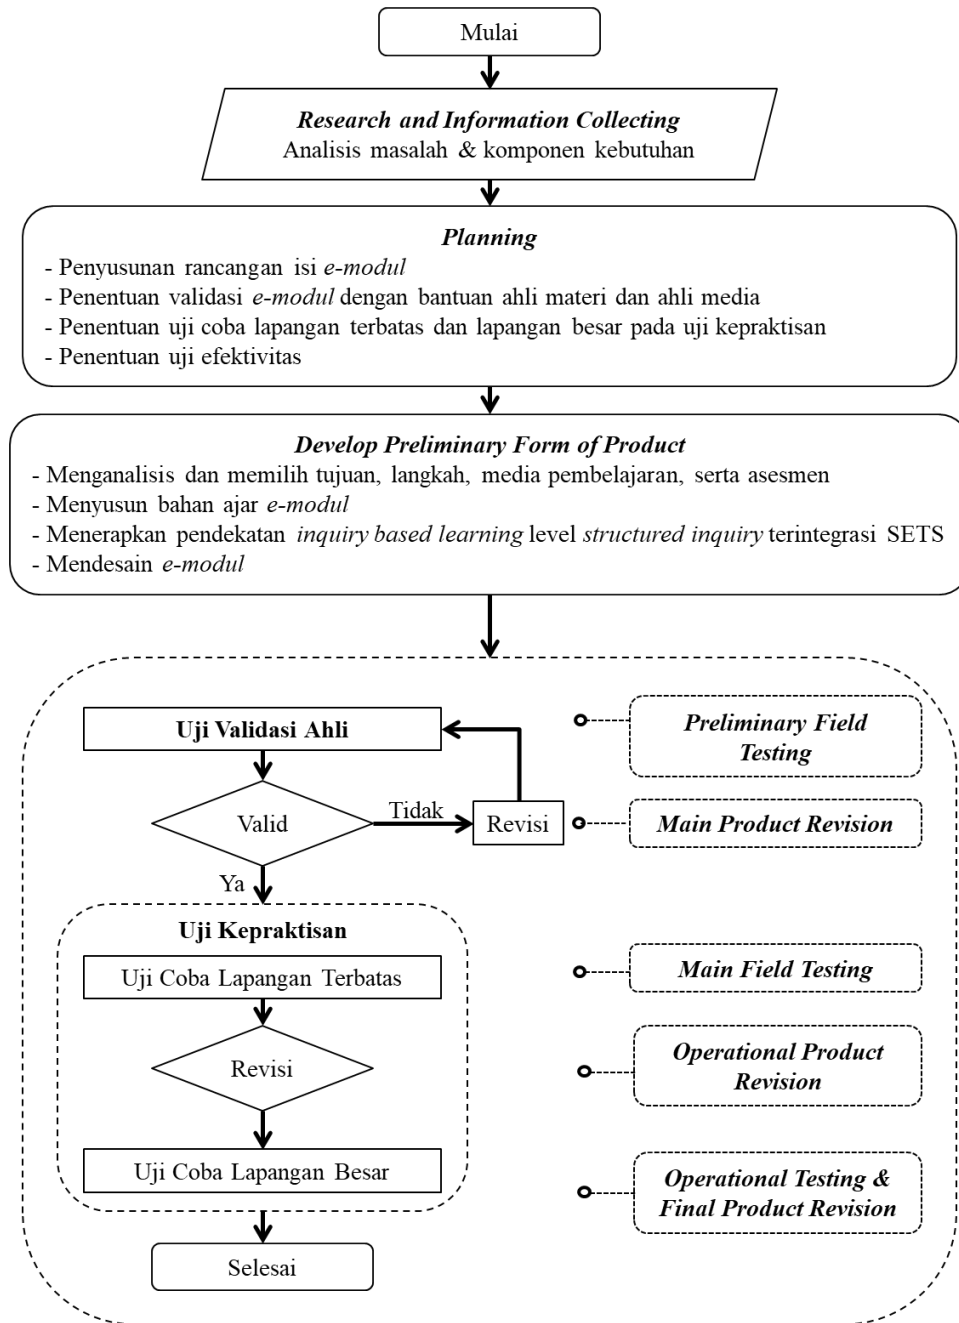 Mulai
Research and Information Collecting
Analisis masalah & komponen kebutuhan
Planning
- Penyusunan rancangan isi e-modul
- Penentuan validasi e-modul dengan bantuan ahli materi dan ahli media
- Penentuan uji coba lapangan terbatas dan lapangan besar pada uji kepraktisan
- Penentuan uji efektivitas
Develop Preliminary Form of Product
- Menganalisis dan memilih tujuan, langkah, media pembelajaran, serta asesmen
- Menyusun bahan ajar e-modul
- Menerapkan pendekatan inquiry based learning level structured inquiry terintegrasi SETS
- Mendesain e-modul
Uji Validasi Ahli
Preliminary Field
Testing
Valid
Tidak
Revisi
Main Product Revision
Ya
Uji Kepraktisan
Uji Coba Lapangan Terbatas
Main Field Testing
Revisi
Operational Product
Revision
Uji Coba Lapangan Besar
Operational Testing &
Final Product Revision
Selesai